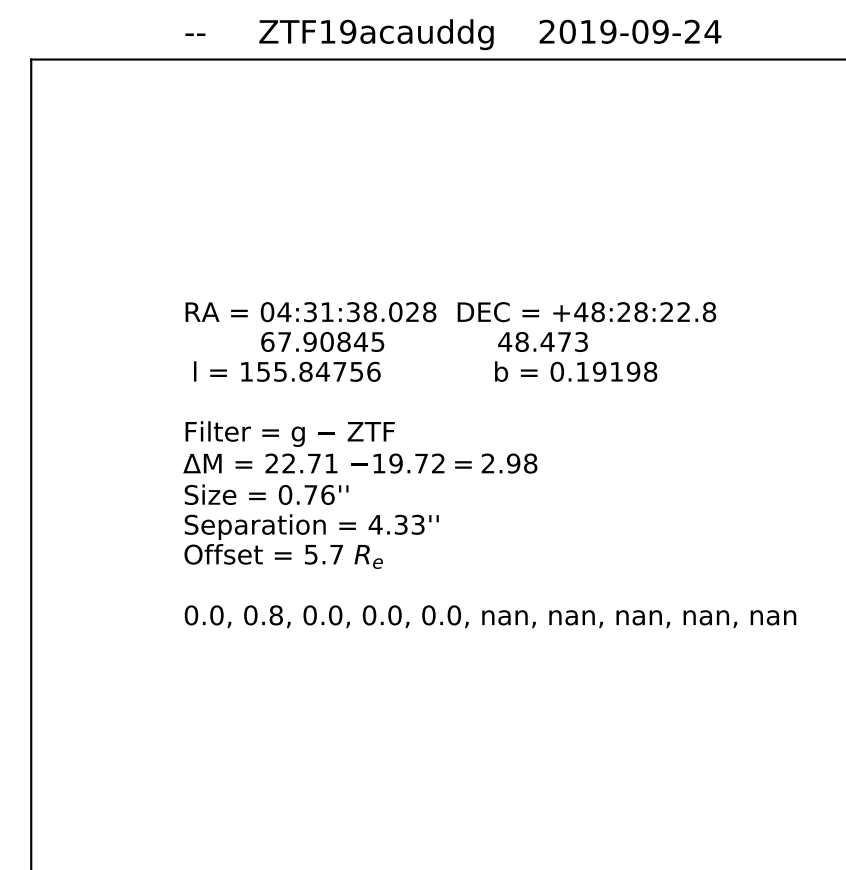 -- ZTF19acauddg 2019-09-24
RA = 04:31:38.028 DEC = +48:28:22.8
67.90845 48.473
l = 155.84756 b = 0.19198
Filter = g − ZTF
ΔM = 22.71 −19.72 = 2.98
Size = 0.76''
Separation = 4.33''
Offset = 5.7 Re
0.0, 0.8, 0.0, 0.0, 0.0, nan, nan, nan, nan, nan